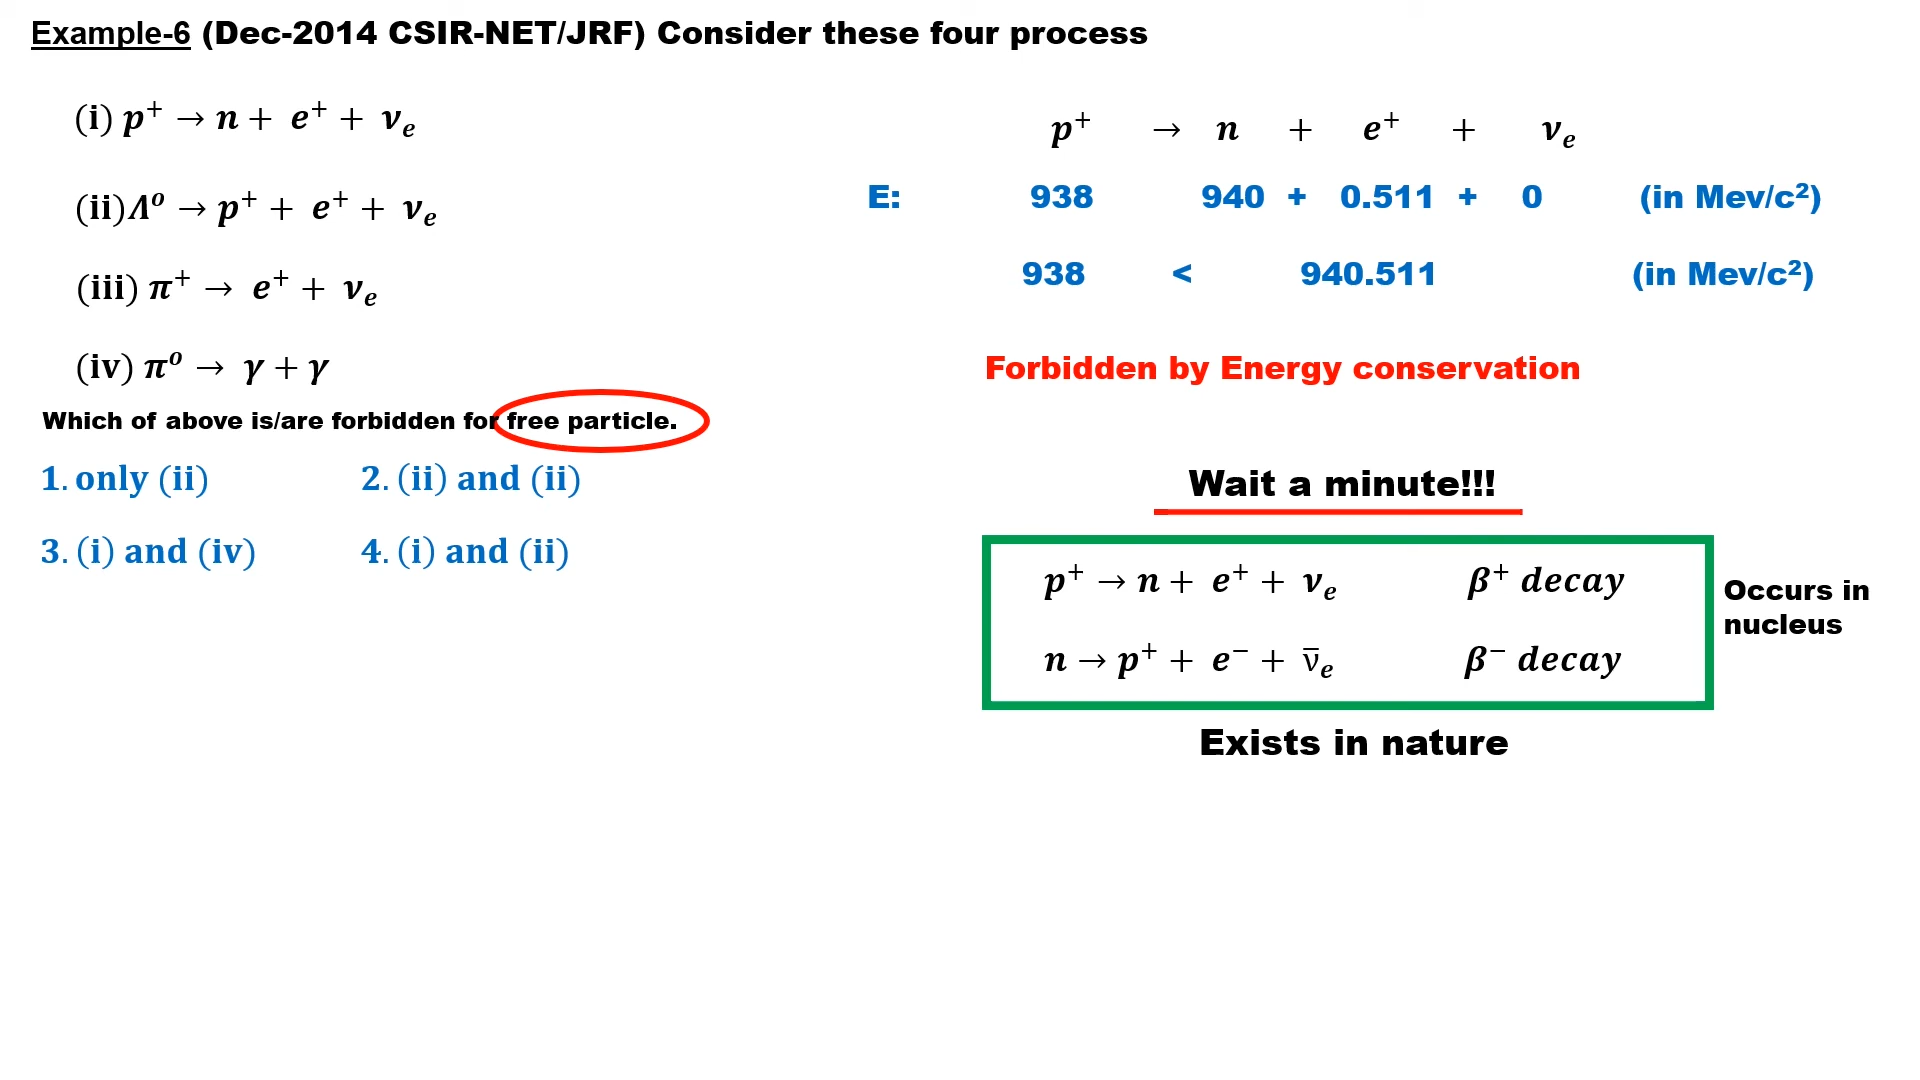 Example-6 (Dec-2014 CSIR-NET/JRF) Consider these four process
(i) p⁺ → n + e⁺ + νₑ
(ii) Λ⁰ → p⁺ + e⁺ + νₑ
(iii) π⁺ → e⁺ + νₑ
(iv) π⁰ → γ + γ
Which of above is/are forbidden for free particle.
1. only (ii) 2. (ii) and (ii)
3. (i) and (iv) 4. (i) and (ii)
p⁺ → n + e⁺ + νₑ
E: 938 940 + 0.511 + 0 (in Mev/c²)
938 < 940.511 (in Mev/c²)
Forbidden by Energy conservation
Wait a minute!!!
p⁺ → n + e⁺ + νₑ β⁺ decay
n → p⁺ + e⁻ + ν̅ₑ β⁻ decay
Occurs in
nucleus
Exists in nature